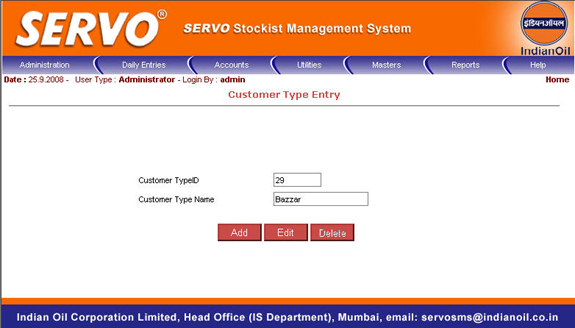 SERVO® SERVO Stockist Management System
इंडियनऑयल
IndianOil
Administration Daily Entries Accounts Utilities Masters Reports Help
Date : 25.9.2008 - User Type : Administrator - Login By : admin Home
Customer Type Entry
Customer TypeID 29
Customer Type Name Bazzar
Add Edit Delete
Indian Oil Corporation Limited, Head Office (IS Department), Mumbai, email: servosms@indianoil.co.in